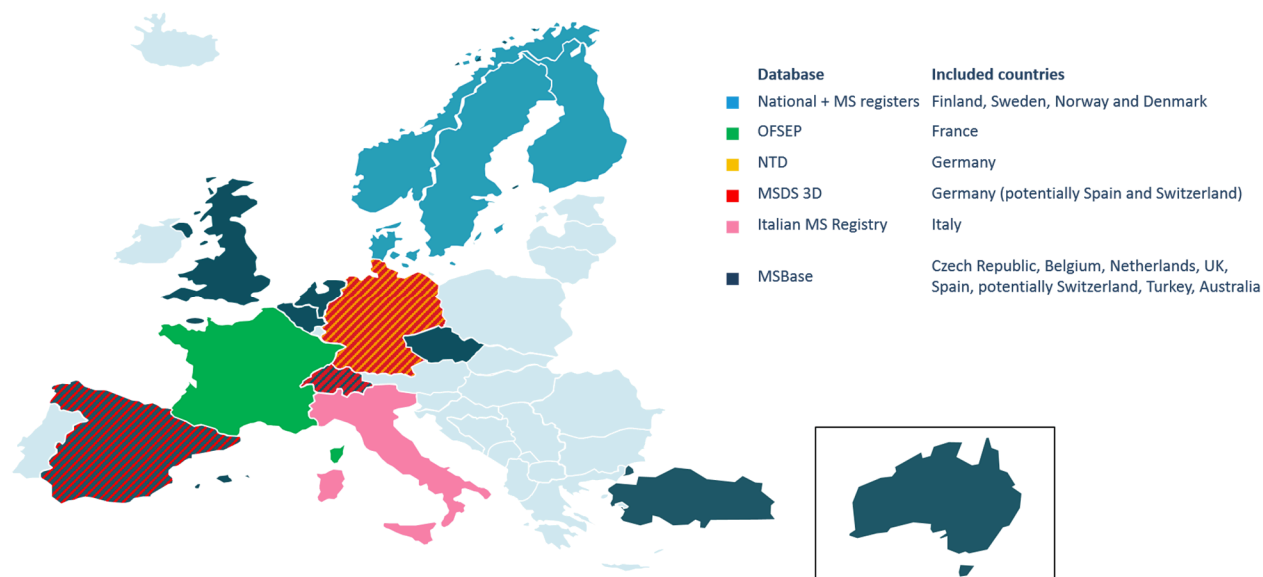 Database Included countries
National + MS registers Finland, Sweden, Norway and Denmark
OFSEP France
NTD Germany
MSDS 3D Germany (potentially Spain and Switzerland)
Italian MS Registry Italy
MSBase Czech Republic, Belgium, Netherlands, UK,
Spain, potentially Switzerland, Turkey, Australia